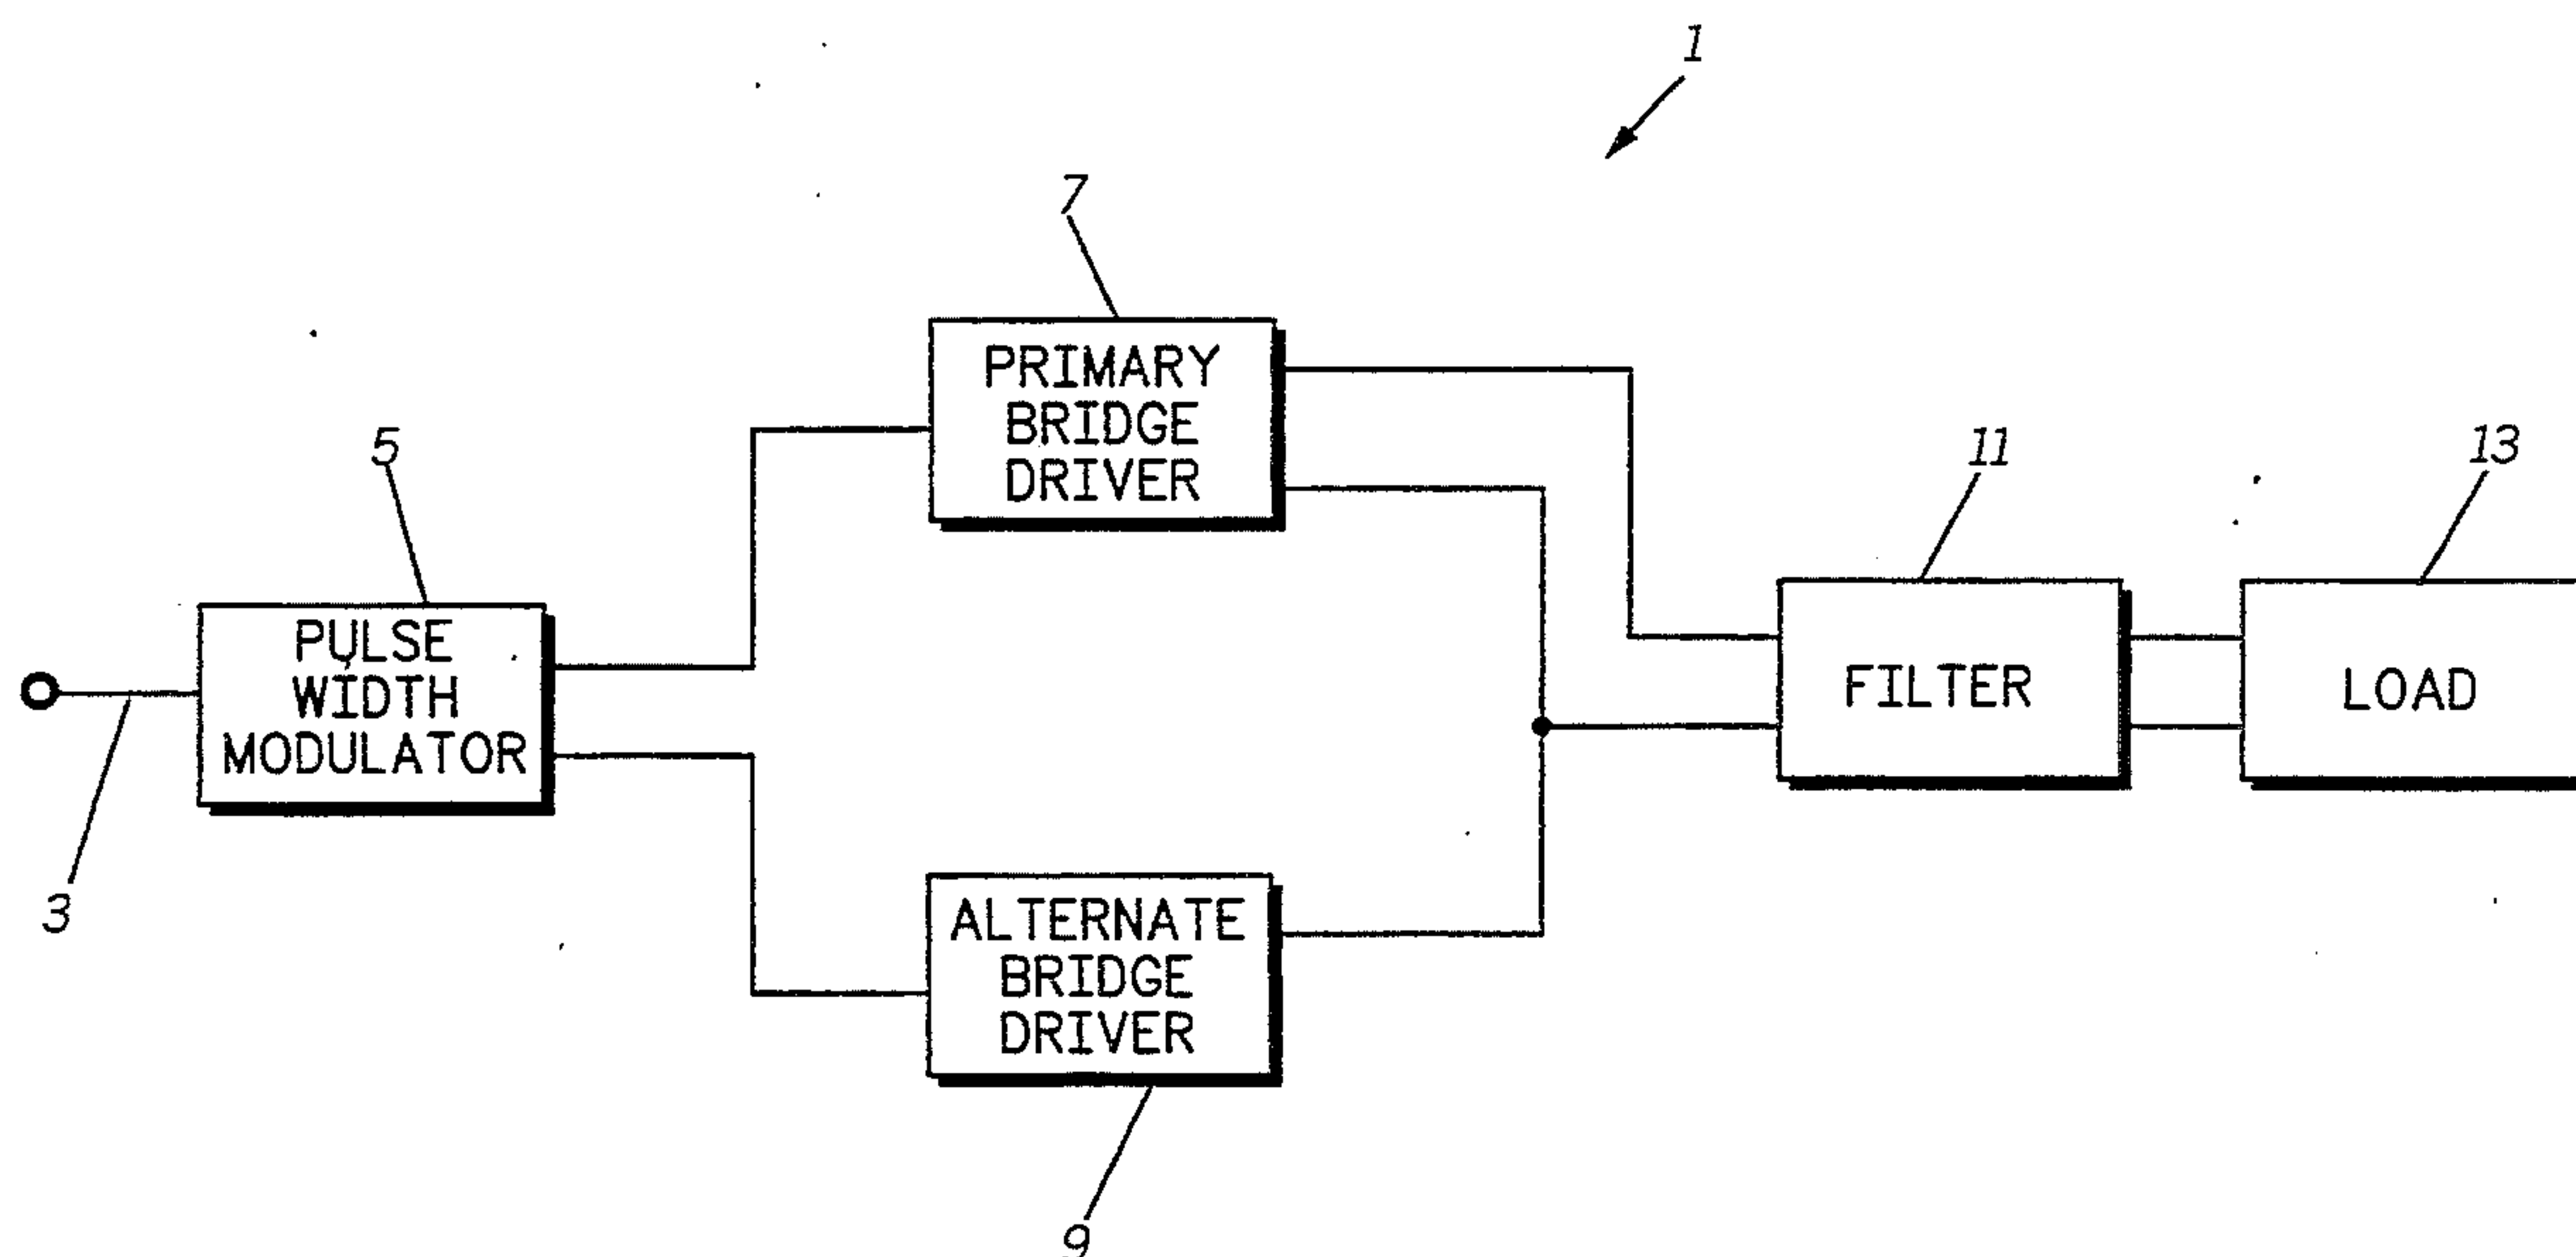 1
7
PRIMARY
BRIDGE
DRIVER
5
PULSE
WIDTH
MODULATOR
3
11
FILTER
13
LOAD
ALTERNATE
BRIDGE
DRIVER
9